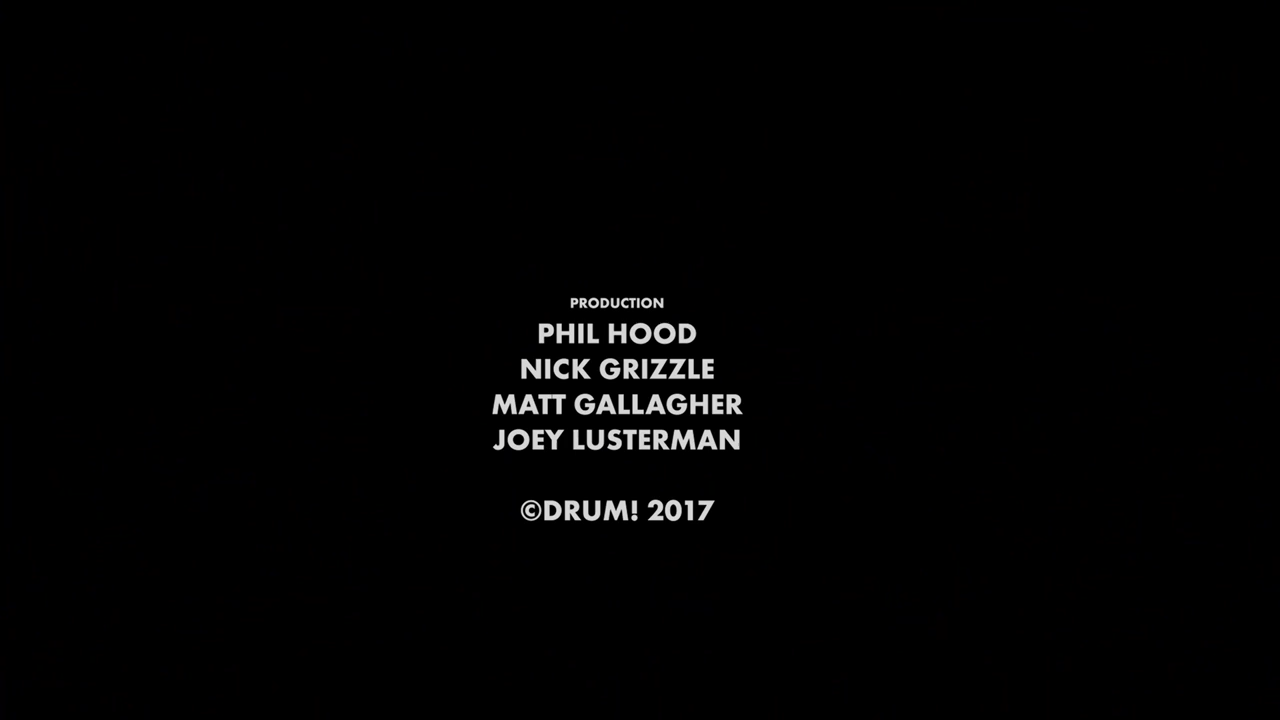 PRODUCTION
PHIL HOOD
NICK GRIZZLE
MATT GALLAGHER
JOEY LUSTERMAN
©DRUM! 2017